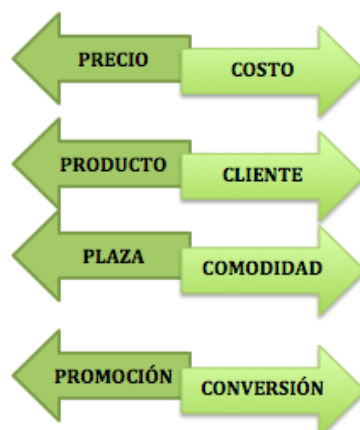 PRECIO COSTO
PRODUCTO CLIENTE
PLAZA COMODIDAD
PROMOCIÓN CONVERSIÓN